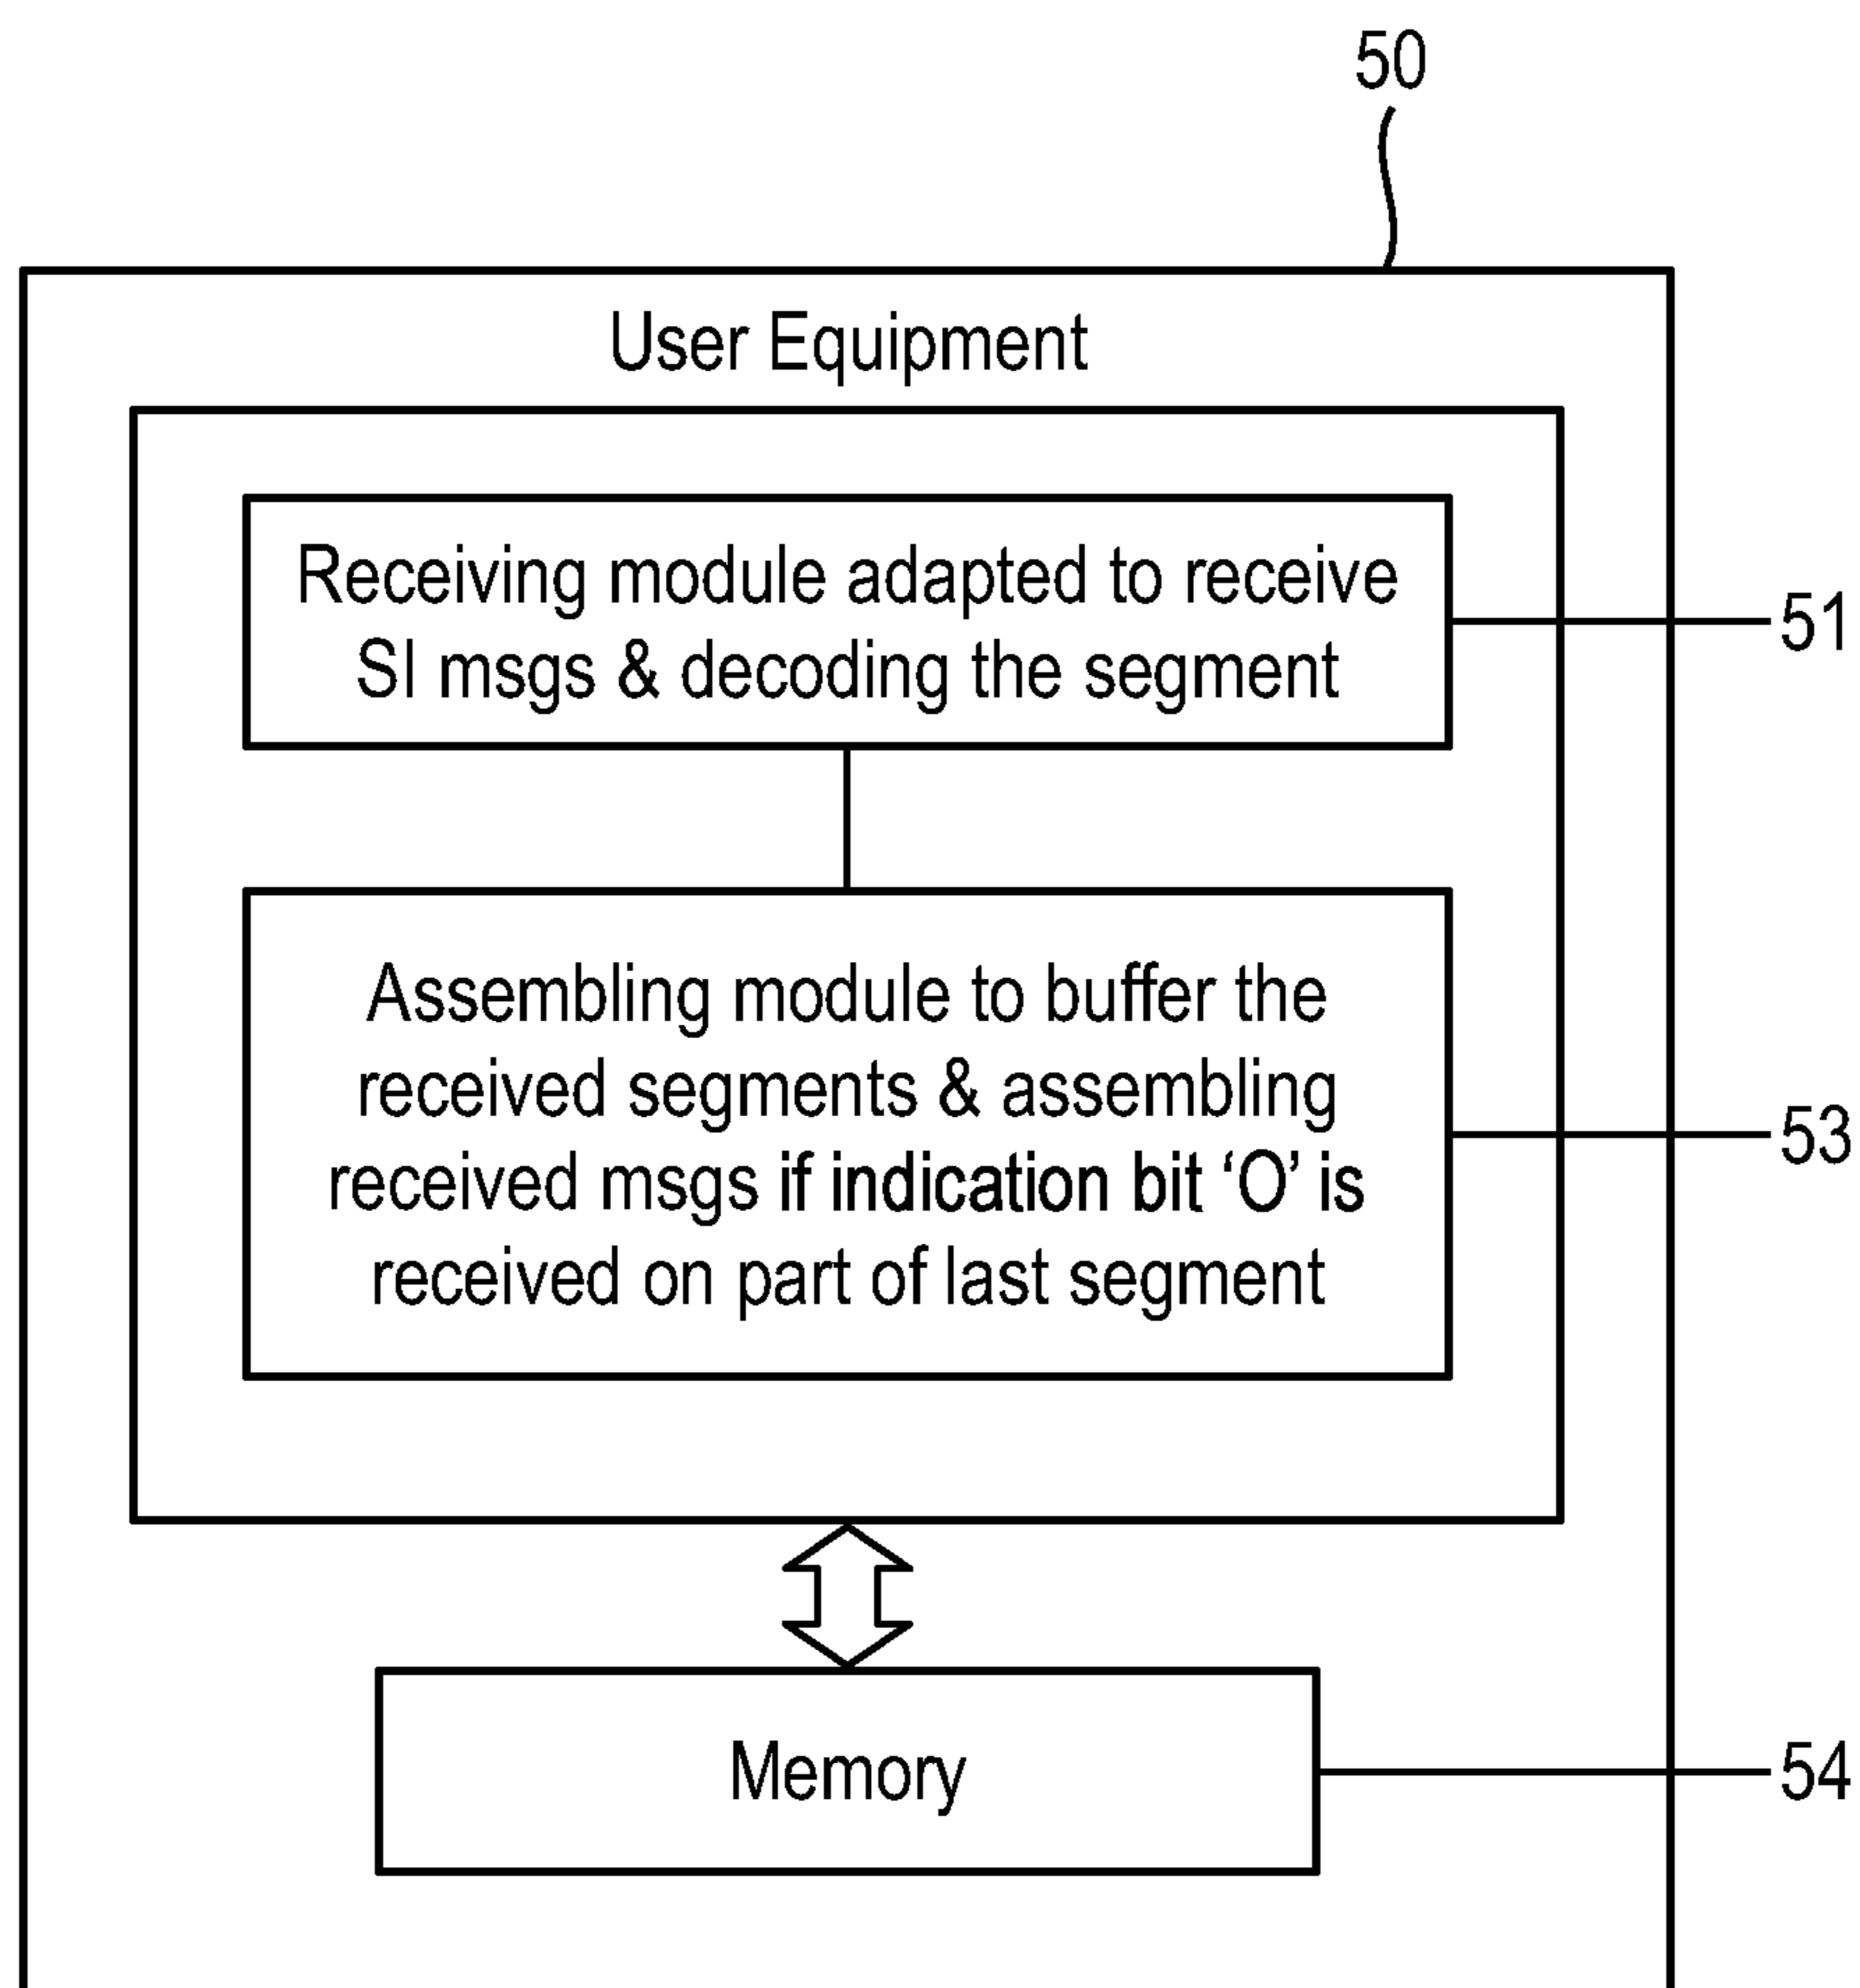 50
User Equipment
Receiving module adapted to receive
SI msgs & decoding the segment
51
Assembling module to buffer the
received segments & assembling
received msgs if indication bit ‘O’ is
received on part of last segment
53
Memory
54